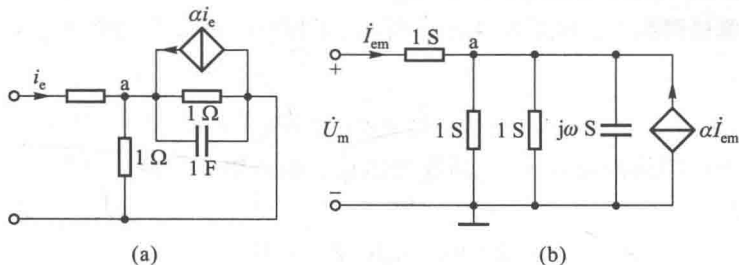 αi_e
i_e
a
1 Ω
1 Ω
1 F
(a)
İ_em
1 S
a
+
U̇_m
−
1 S
1 S
jω S
αİ_em
(b)